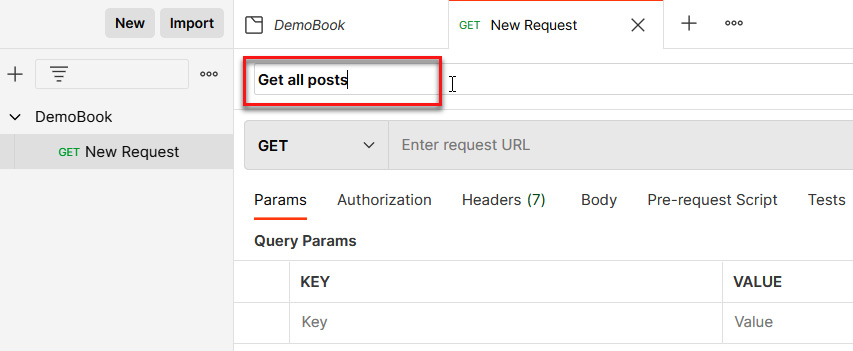 New Import
DemoBook
GET New Request
DemoBook
GET New Request
Get all posts
GET Enter request URL
Params Authorization Headers (7) Body Pre-request Script Tests
Query Params
KEY VALUE
Key Value